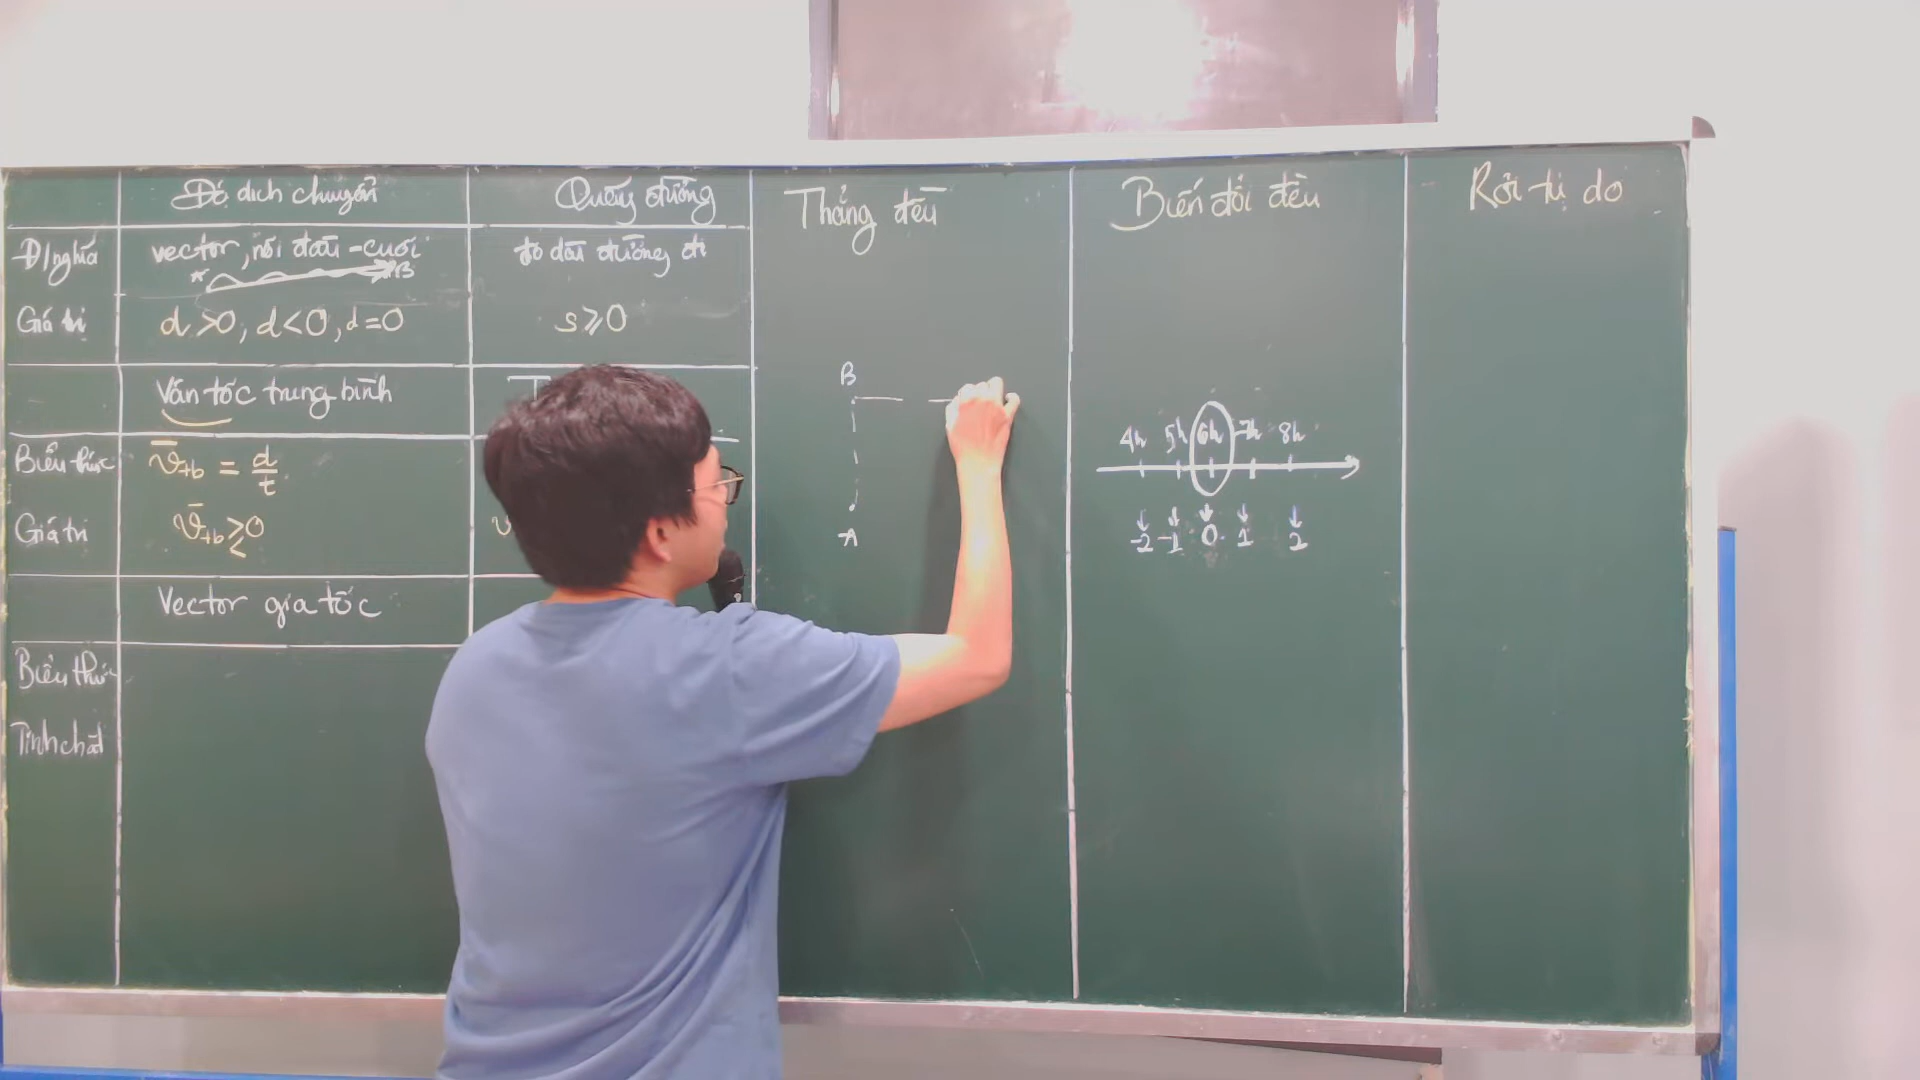 Độ dịch chuyển
Quãng đường
Thẳng đều
Biến đổi đều
Rơi tự do
Đ/nghĩa
vector, nối đầu - cuối
độ dài đường đi
B
Giá trị
d > 0, d < 0, d = 0
s ⩾ 0
B
Vận tốc trung bình
T
4h 5h 6h 7h 8h
Biểu thức
v̄tb = d/t
Giá trị
v̄tb ⩾ 0
<
v
A
-2 -1 0 1 2
Vector gia tốc
Biểu thức
Tính chất